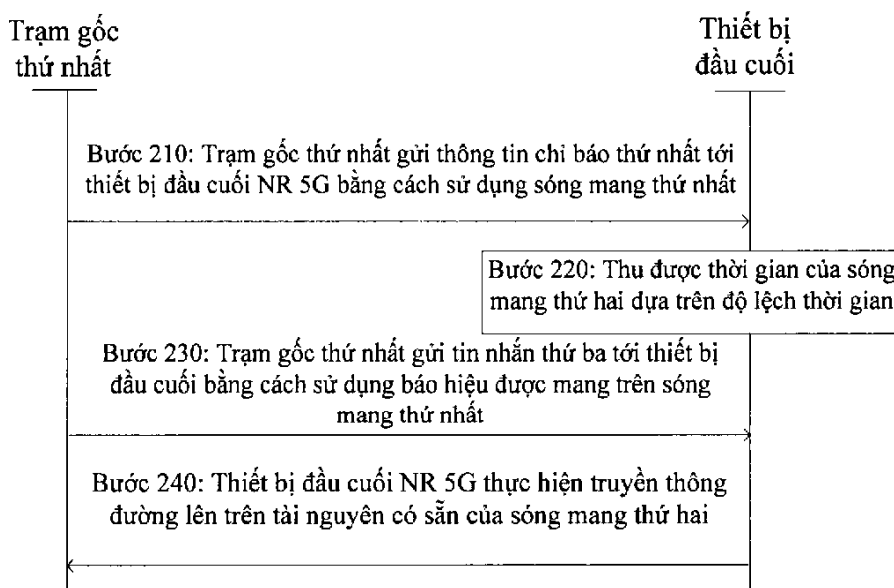 Trạm gốc
thứ nhất
Thiết bị
đầu cuối
Bước 210: Trạm gốc thứ nhất gửi thông tin chỉ báo thứ nhất tới
thiết bị đầu cuối NR 5G bằng cách sử dụng sóng mang thứ nhất
Bước 220: Thu được thời gian của sóng
mang thứ hai dựa trên độ lệch thời gian
Bước 230: Trạm gốc thứ nhất gửi tin nhắn thứ ba tới thiết bị
đầu cuối bằng cách sử dụng báo hiệu được mang trên sóng
mang thứ nhất
Bước 240: Thiết bị đầu cuối NR 5G thực hiện truyền thông
đường lên trên tài nguyên có sẵn của sóng mang thứ hai